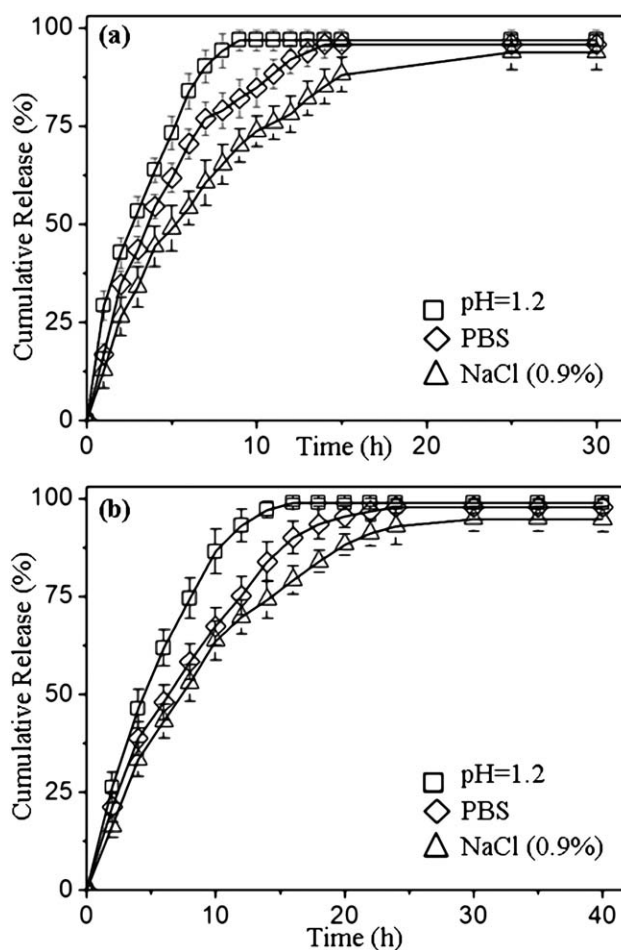 (a)
100
75
50
25
0
Cumulative Release (%)
pH=1.2
PBS
NaCl (0.9%)
0 10 20 30
Time (h)
(b)
100
75
50
25
0
Cumulative Release (%)
pH=1.2
PBS
NaCl (0.9%)
0 10 20 30 40
Time (h)